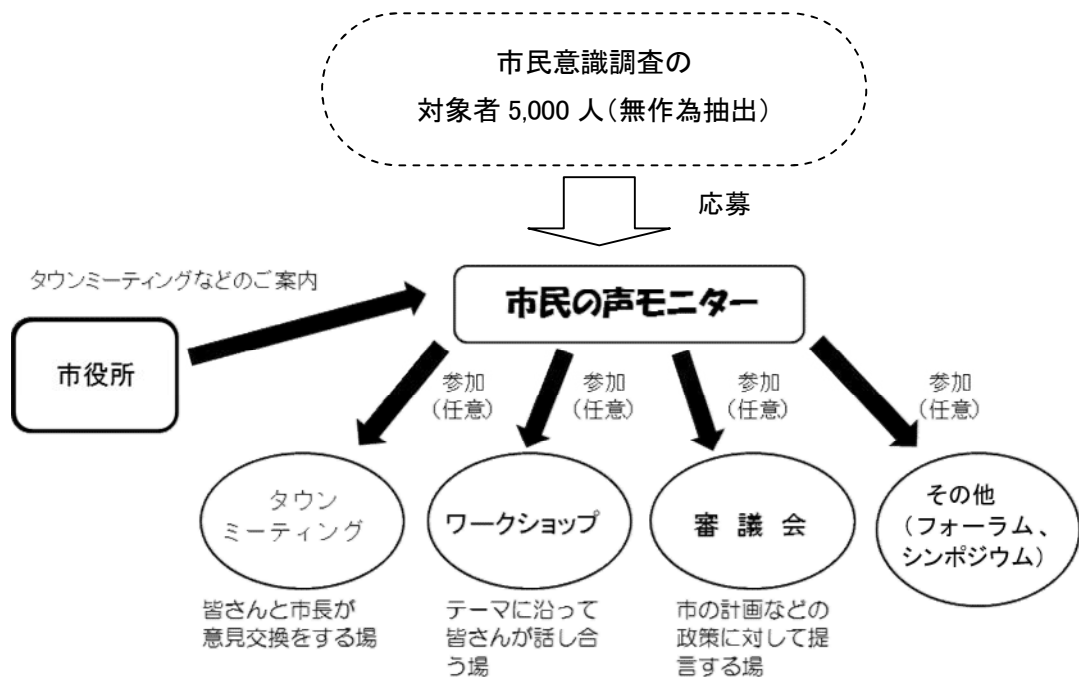 市民意識調査の
対象者 5,000 人（無作為抽出）
応募
タウンミーティングなどのご案内
市民の声モニター
市役所
参加
（任意）
参加
（任意）
参加
（任意）
参加
（任意）
タウン
ミーティング
ワークショップ
審 議 会
その他
（フォーラム、
シンポジウム）
皆さんと市長が
意見交換をする場
テーマに沿って
皆さんが話し合
う場
市の計画などの
政策に対して提
言する場